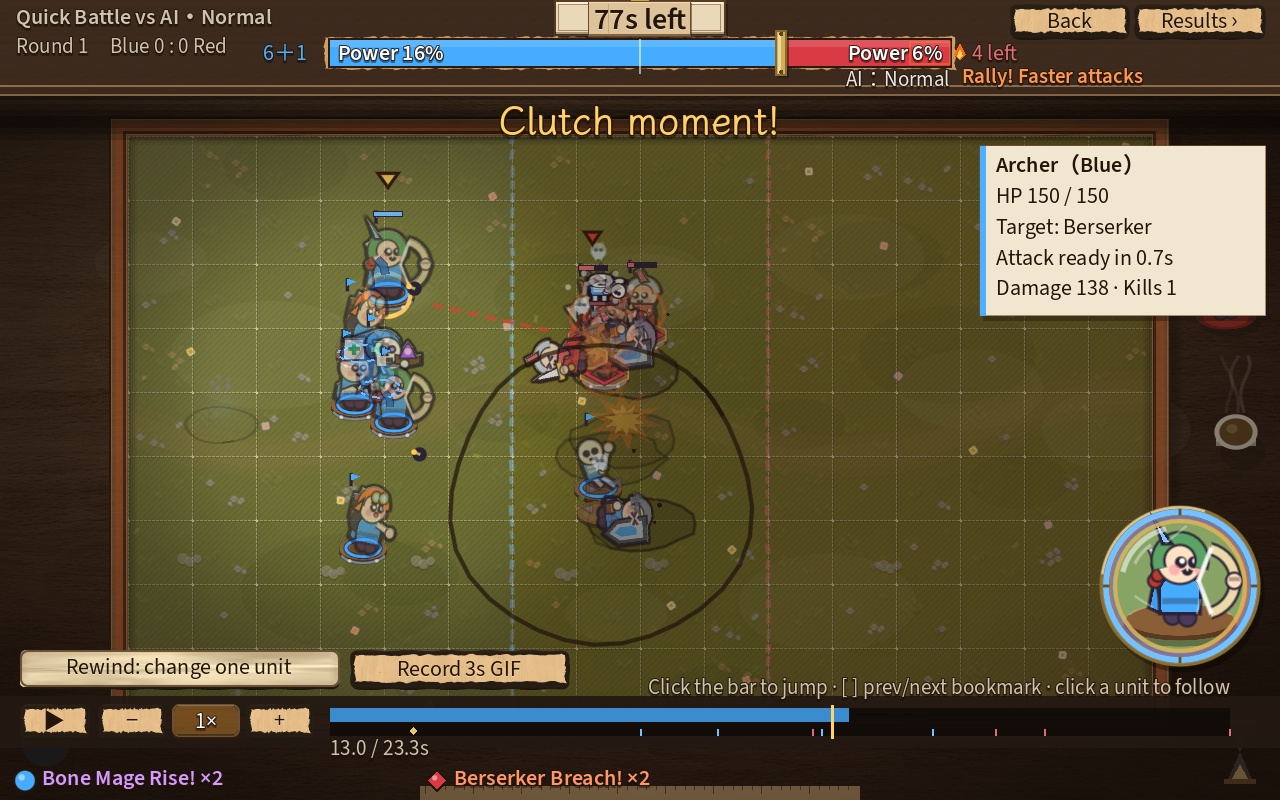 Quick Battle vs AI • Normal
Round 1 Blue 0 : 0 Red
77s left
Back
Results ›
6＋1
Power 16%
Power 6%
4 left
AI：Normal
Rally! Faster attacks
Clutch moment!
Archer（Blue）
HP 150 / 150
Target: Berserker
Attack ready in 0.7s
Damage 138 · Kills 1
Rewind: change one unit
Record 3s GIF
Click the bar to jump · [ ] prev/next bookmark · click a unit to follow
− 1× +
13.0 / 23.3s
Bone Mage Rise! ×2
Berserker Breach! ×2